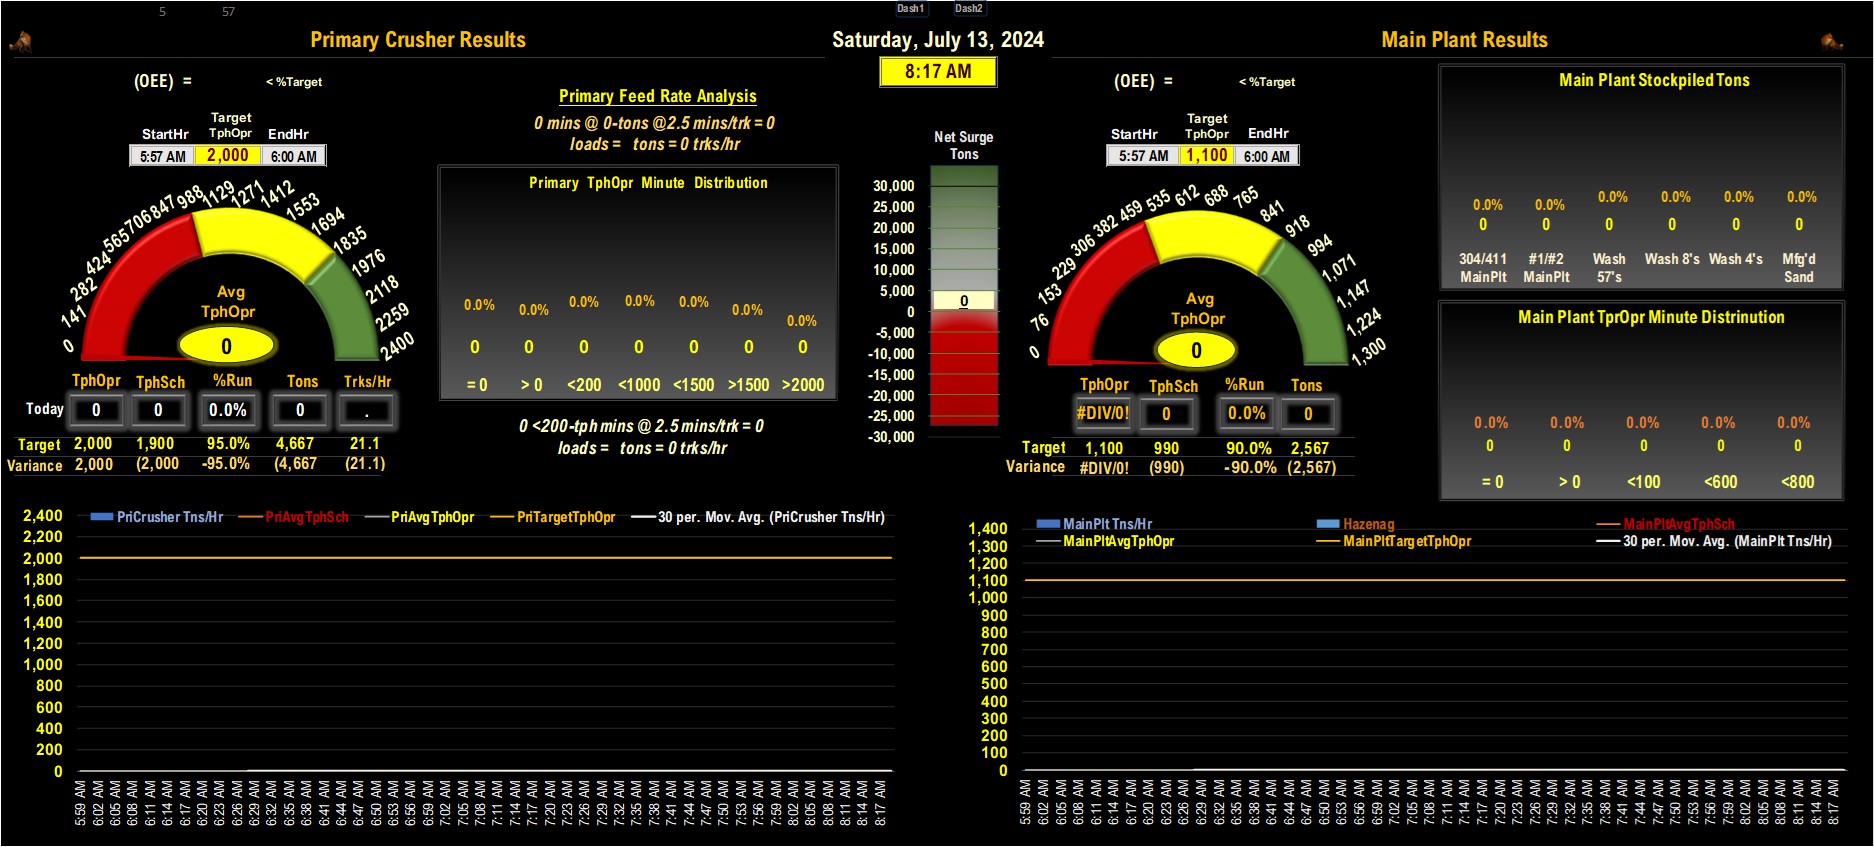 5 57 Dash1 Dash2
Primary Crusher Results
Saturday, July 13, 2024
Main Plant Results
8:17 AM
(OEE) = < %Target
Target
StartHr TphOpr EndHr
5:57 AM 2,000 6:00 AM
0 141 282 424 565 706 847 988 1129 1271 1412 1553 1694 1835 1976 2118 2259 2400
Avg
TphOpr
0
TphOpr TphSch %Run Tons Trks/Hr
Today 0 0 0.0% 0 .
Target 2,000 1,900 95.0% 4,667 21.1
Variance 2,000 (2,000 -95.0% (4,667 (21.1)
Primary Feed Rate Analysis
0 mins @ 0-tons @2.5 mins/trk = 0
loads = tons = 0 trks/hr
Primary TphOpr Minute Distribution
0.0% 0.0% 0.0% 0.0% 0.0% 0.0% 0.0%
0 0 0 0 0 0 0
= 0 > 0 <200 <1000 <1500 >1500 >2000
0 <200-tph mins @ 2.5 mins/trk = 0
loads = tons = 0 trks/hr
Net Surge
Tons
30,000
25,000
20,000
15,000
10,000
5,000
0
0
-5,000
-10,000
-15,000
-20,000
-25,000
-30,000
(OEE) = < %Target
Target
StartHr TphOpr EndHr
5:57 AM 1,100 6:00 AM
0 76 153 229 306 382 459 535 612 688 765 841 918 994 1,071 1,147 1,224 1,300
Avg
TphOpr
0
TphOpr TphSch %Run Tons
#DIV/0! 0 0.0% 0
Target 1,100 990 90.0% 2,567
Variance #DIV/0! (990) -90.0% (2,567)
Main Plant Stockpiled Tons
0.0% 0.0% 0.0% 0.0% 0.0% 0.0%
0 0 0 0 0 0
304/411 #1/#2 Wash Wash 8's Wash 4's Mfg'd
MainPlt MainPlt 57's Sand
Main Plant TprOpr Minute Distrinution
0.0% 0.0% 0.0% 0.0% 0.0%
0 0 0 0 0
= 0 > 0 <100 <600 <800
PriCrusher Tns/Hr PriAvgTphSch PriAvgTphOpr PriTargetTphOpr 30 per. Mov. Avg. (PriCrusher Tns/Hr)
2,400
2,200
2,000
1,800
1,600
1,400
1,200
1,000
800
600
400
200
0
5:59 AM 6:02 AM 6:05 AM 6:08 AM 6:11 AM 6:14 AM 6:17 AM 6:20 AM 6:23 AM 6:26 AM 6:29 AM 6:32 AM 6:35 AM 6:38 AM 6:41 AM 6:44 AM 6:47 AM 6:50 AM 6:53 AM 6:56 AM 6:59 AM 7:02 AM 7:05 AM 7:08 AM 7:11 AM 7:14 AM 7:17 AM 7:20 AM 7:23 AM 7:26 AM 7:29 AM 7:32 AM 7:35 AM 7:38 AM 7:41 AM 7:44 AM 7:47 AM 7:50 AM 7:53 AM 7:56 AM 7:59 AM 8:02 AM 8:05 AM 8:08 AM 8:11 AM 8:14 AM 8:17 AM
MainPlt Tns/Hr Hazenag MainPltAvgTphSch
MainPltAvgTphOpr MainPltTargetTphOpr 30 per. Mov. Avg. (MainPlt Tns/Hr)
1,400
1,300
1,200
1,100
1,000
900
800
700
600
500
400
300
200
100
0
5:59 AM 6:02 AM 6:05 AM 6:08 AM 6:11 AM 6:14 AM 6:17 AM 6:20 AM 6:23 AM 6:26 AM 6:29 AM 6:32 AM 6:35 AM 6:38 AM 6:41 AM 6:44 AM 6:47 AM 6:50 AM 6:53 AM 6:56 AM 6:59 AM 7:02 AM 7:05 AM 7:08 AM 7:11 AM 7:14 AM 7:17 AM 7:20 AM 7:23 AM 7:26 AM 7:29 AM 7:32 AM 7:35 AM 7:38 AM 7:41 AM 7:44 AM 7:47 AM 7:50 AM 7:53 AM 7:56 AM 7:59 AM 8:02 AM 8:05 AM 8:08 AM 8:11 AM 8:14 AM 8:17 AM